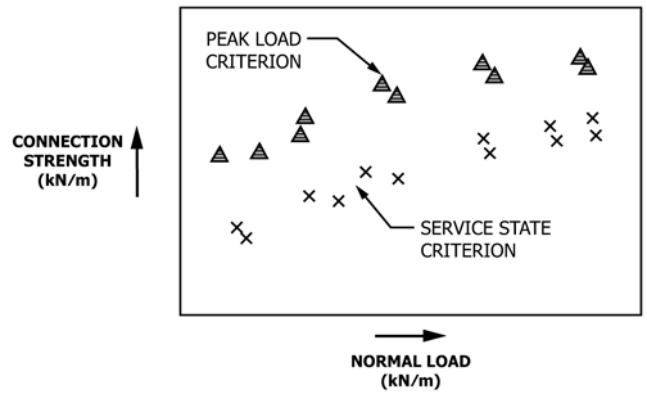 PEAK LOAD
CRITERION
CONNECTION
STRENGTH
(kN/m)
SERVICE STATE
CRITERION
NORMAL LOAD
(kN/m)